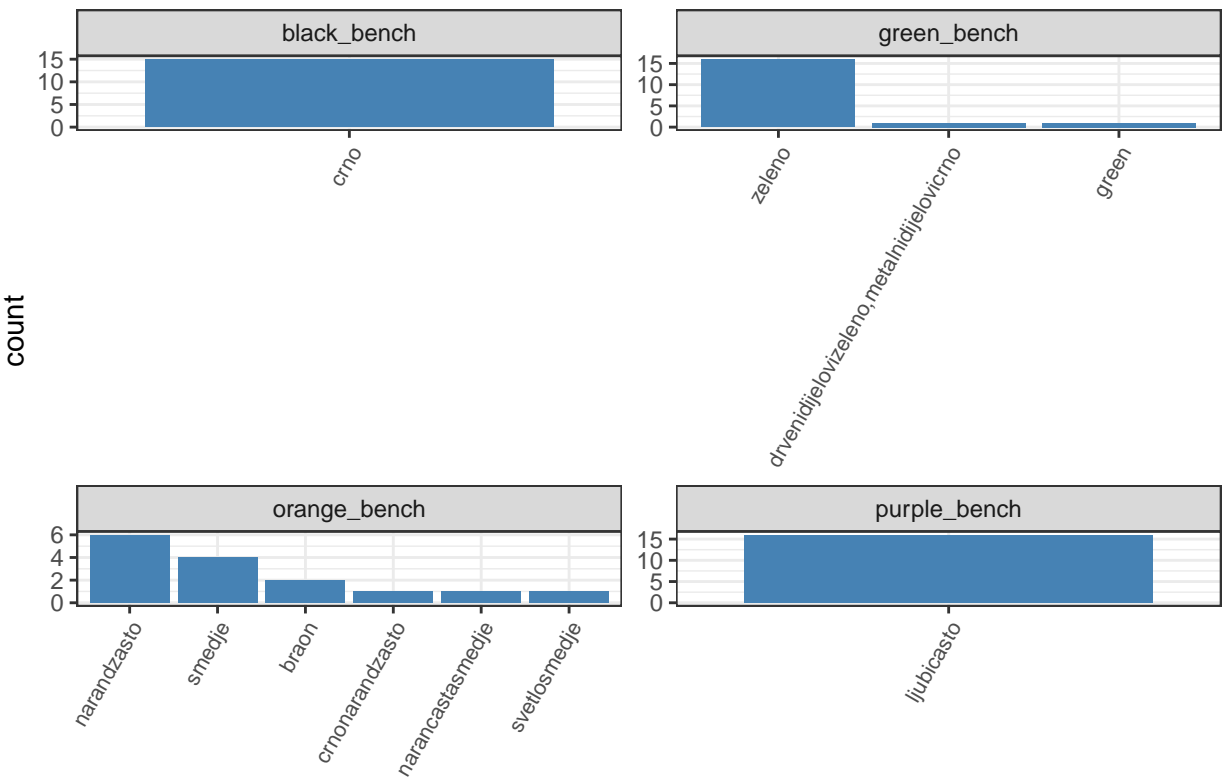 black_bench
15
10
5
0
crno
green_bench
15
10
5
0
zeleno
drvenidijelovizeleno,metalnidijelovicrno
green
count
orange_bench
6
4
2
0
narandzasto
smedje
braon
crnonarandzasto
narancastasmedje
svetlosmedje
purple_bench
15
10
5
0
ljubicasto